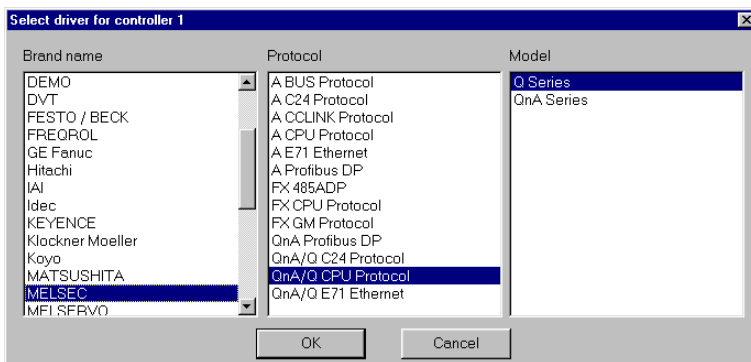 Select driver for controller 1
Brand name
DEMO
DVT
FESTO / BECK
FREQROL
GE Fanuc
Hitachi
IAI
Idec
KEYENCE
Klockner Moeller
Koyo
MATSUSHITA
MELSEC
MELSERVO
Protocol
A BUS Protocol
A C24 Protocol
A CCLINK Protocol
A CPU Protocol
A E71 Ethernet
A Profibus DP
FX 485ADP
FX CPU Protocol
FX GM Protocol
QnA Profibus DP
QnA/Q C24 Protocol
QnA/Q CPU Protocol
QnA/Q E71 Ethernet
Model
Q Series
QnA Series
OK
Cancel